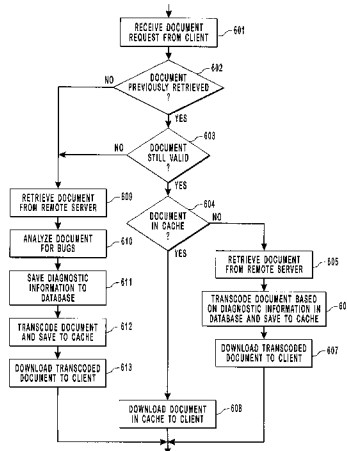 RECEIVE DOCUMENT
REQUEST FROM CLIENT
601
602
DOCUMENT
PREVIOUSLY RETRIEVED
?
NO
YES
603
DOCUMENT
STILL VALID
?
NO
YES
604
DOCUMENT
IN CACHE
?
NO
YES
RETRIEVE DOCUMENT
FROM REMOTE SERVER
609
ANALYZE DOCUMENT
FOR BUGS
610
SAVE DIAGNOSTIC
INFORMATION TO
DATABASE
611
TRANSCODE DOCUMENT
AND SAVE TO CACHE
612
DOWNLOAD TRANSCODED
DOCUMENT TO CLIENT
613
RETRIEVE DOCUMENT
FROM REMOTE SERVER
605
TRANSCODE DOCUMENT BASED
ON DIAGNOSTIC INFORMATION IN
DATABASE AND SAVE TO CACHE
60
DOWNLOAD TRANSCODED
DOCUMENT TO CLIENT
607
DOWNLOAD DOCUMENT
IN CACHE TO CLIENT
608